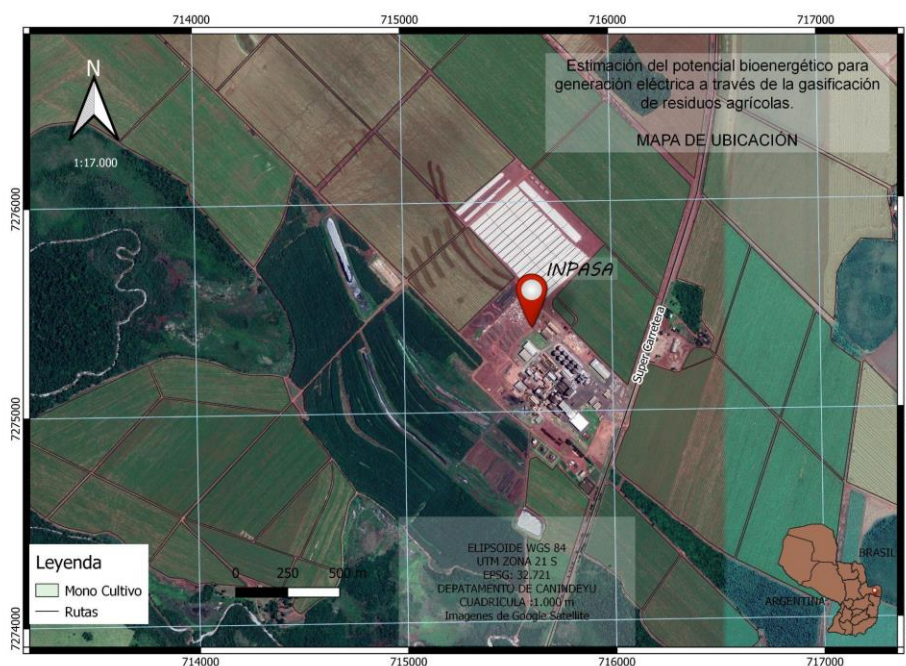 714000 715000 716000 717000
Estimación del potencial bioenergético para
generación eléctrica a través de la gasificación
de residuos agrícolas.
MAPA DE UBICACIÓN
N
1:17.000
7276000
7276000
INPASA
Super Carretera
7275000
7275000
ELIPSOIDE WGS 84
UTM ZONA 21 S
EPSG: 32.721
DEPATAMENTO DE CANINDEYU
CUADRICULA :1.000 m
Imagenes de Google Satellite
Leyenda
Mono Cultivo
Rutas
0 250 500 m
BRASIL
ARGENTINA
7274000
7274000
714000 715000 716000 717000